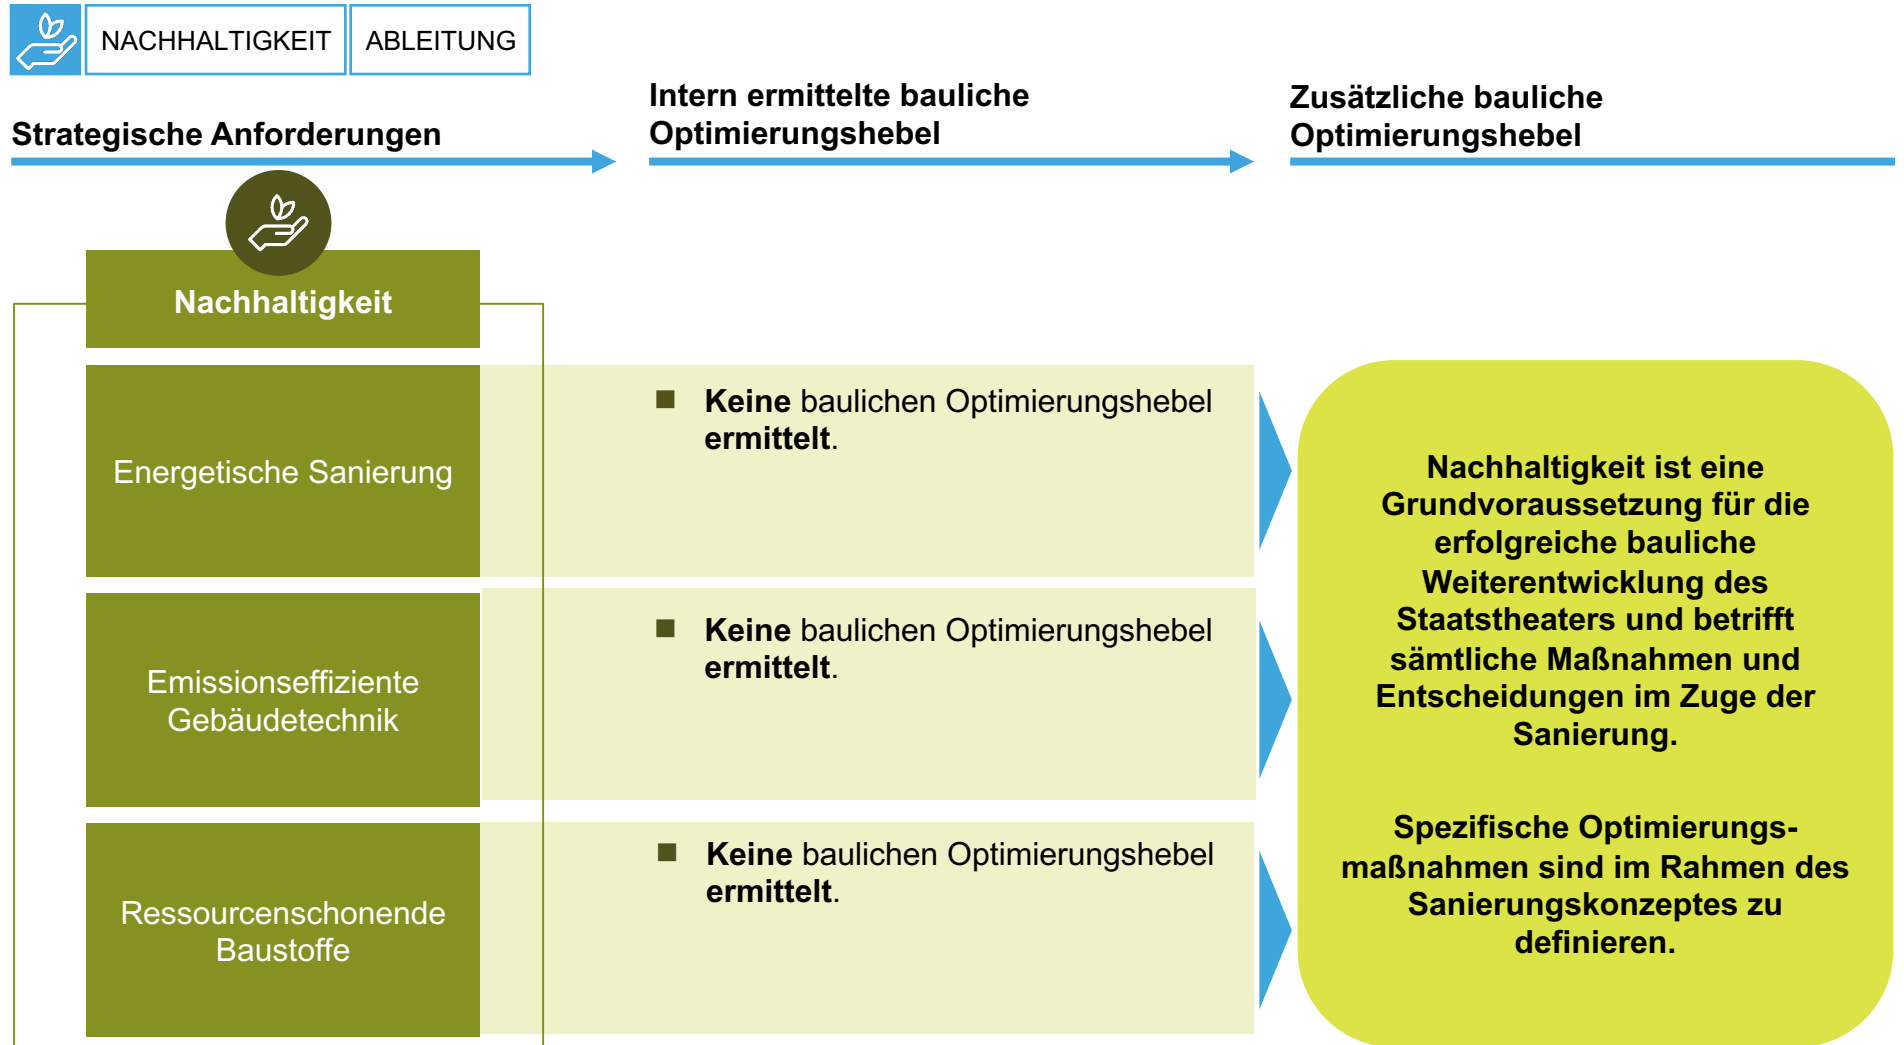 NACHHALTIGKEIT
ABLEITUNG
Strategische Anforderungen
Intern ermittelte bauliche
Optimierungshebel
Zusätzliche bauliche
Optimierungshebel
Nachhaltigkeit
Energetische Sanierung
■ Keine baulichen Optimierungshebel
ermittelt.
Emissionseffiziente
Gebäudetechnik
■ Keine baulichen Optimierungshebel
ermittelt.
Ressourcenschonende
Baustoffe
■ Keine baulichen Optimierungshebel
ermittelt.
Nachhaltigkeit ist eine
Grundvoraussetzung für die
erfolgreiche bauliche
Weiterentwicklung des
Staatstheaters und betrifft
sämtliche Maßnahmen und
Entscheidungen im Zuge der
Sanierung.
Spezifische Optimierungs-
maßnahmen sind im Rahmen des
Sanierungskonzeptes zu
definieren.